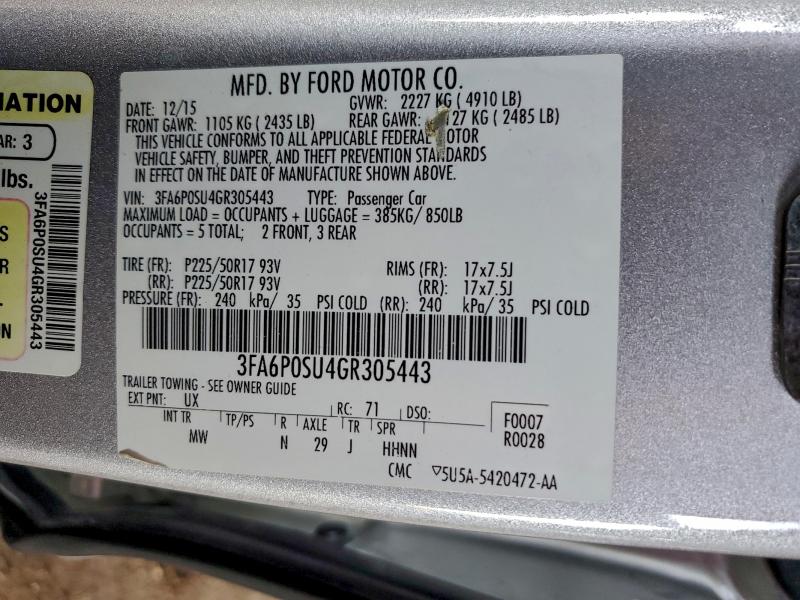 MFD. BY FORD MOTOR CO.
DATE: 12/15
GVWR: 2227 KG ( 4910 LB)
FRONT GAWR: 1105 KG ( 2435 LB)
REAR GAWR: 127 KG ( 2485 LB)
THIS VEHICLE CONFORMS TO ALL APPLICABLE FEDERAL MOTOR
VEHICLE SAFETY, BUMPER, AND THEFT PREVENTION STANDARDS
IN EFFECT ON THE DATE OF MANUFACTURE SHOWN ABOVE.
VIN: 3FA6P0SU4GR305443 TYPE: Passenger Car
MAXIMUM LOAD = OCCUPANTS + LUGGAGE = 385KG/ 850LB
OCCUPANTS = 5 TOTAL; 2 FRONT, 3 REAR
TIRE (FR): P225/50R17 93V RIMS (FR): 17x7.5J
(RR): P225/50R17 93V (RR): 17x7.5J
PRESSURE (FR): 240 kPa/ 35 PSI COLD (RR): 240 kPa/ 35 PSI COLD
3FA6P0SU4GR305443
TRAILER TOWING - SEE OWNER GUIDE
EXT PNT: UX RC: 71 DSO:
INT TR TP/PS R AXLE TR SPR
MW N 29 J HHNN
F0007
R0028
CMC ▽5U5A-5420472-AA
MATION
AR: 3
lbs.
3FA6P0SU4GR305443
S
R
L
ON